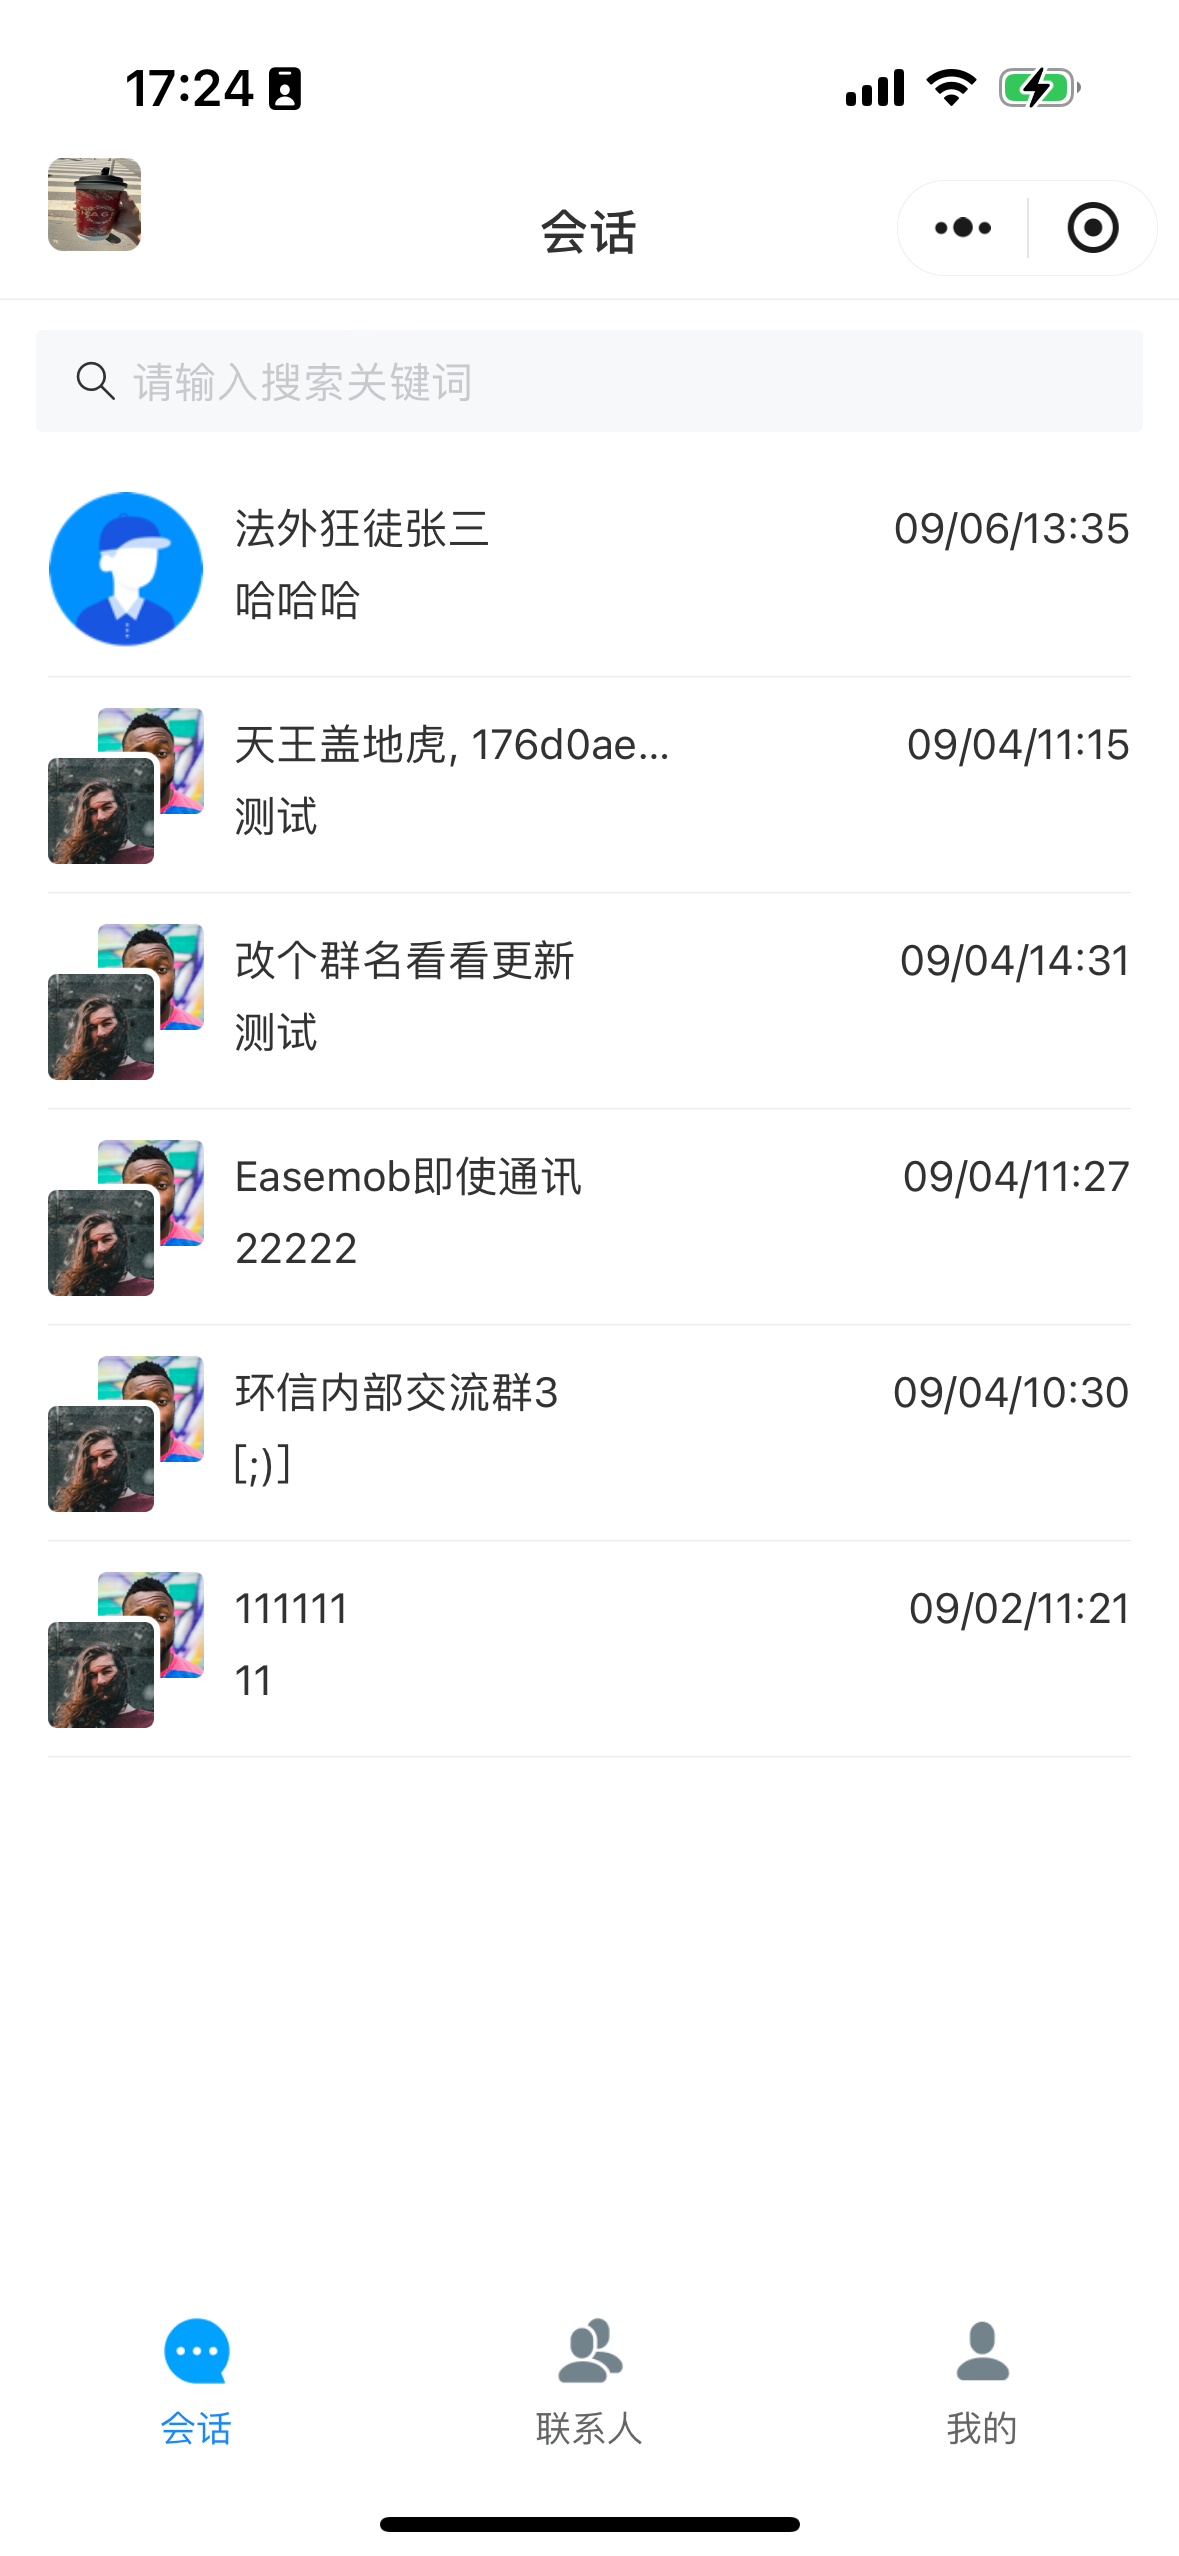 17:24
会话
请输入搜索关键词
法外狂徒张三
09/06/13:35
哈哈哈
天王盖地虎, 176d0ae...
09/04/11:15
测试
改个群名看看更新
09/04/14:31
测试
Easemob即使通讯
09/04/11:27
22222
环信内部交流群3
09/04/10:30
[;)]
111111
09/02/11:21
11
会话
联系人
我的